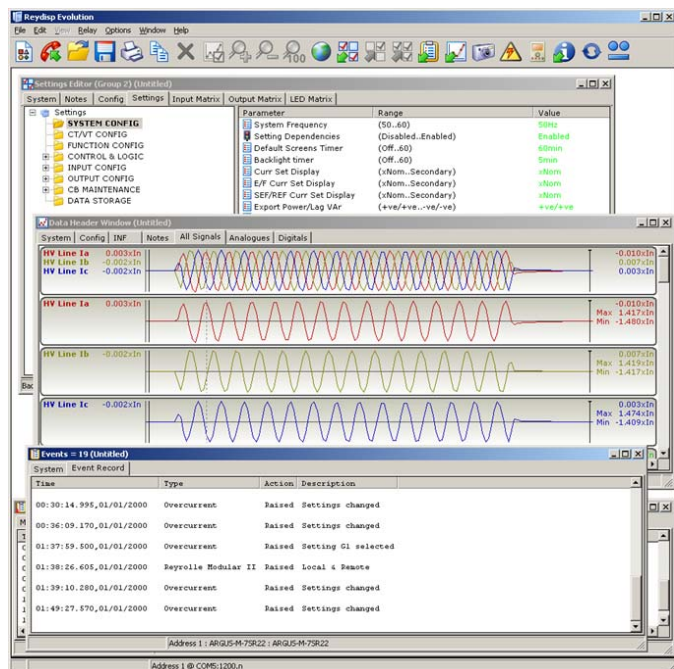 Reydisp Evolution
File Edit View Relay Options Window Help
100
Settings Editor (Group 2) (Untitled)
System Notes Config Settings Input Matrix Output Matrix LED Matrix
Settings
SYSTEM CONFIG
CT/VT CONFIG
FUNCTION CONFIG
CONTROL & LOGIC
INPUT CONFIG
OUTPUT CONFIG
CB MAINTENANCE
DATA STORAGE
Parameter Range Value
System Frequency (50..60) 50Hz
Setting Dependencies (Disabled..Enabled) Enabled
Default Screens Timer (Off..60) 60min
Backlight timer (Off..60) 5min
Curr Set Display (xNom..Secondary) xNom
E/F Curr Set Display (xNom..Secondary) xNom
SEF/REF Curr Set Display (xNom..Secondary) xNom
Export Power/Lag VAr (+ve/+ve..-ve/-ve) +ve/+ve
Data Header Window (Untitled)
System Config INF Notes All Signals Analogues Digitals
HV Line Ia 0.003xIn -0.010xIn
HV Line Ib -0.002xIn 0.007xIn
HV Line Ic -0.002xIn 0.003xIn
HV Line Ia 0.003xIn -0.010xIn
Max 1.417xIn
Min -1.480xIn
HV Line Ib -0.002xIn 0.007xIn
Max 1.419xIn
Min -1.417xIn
HV Line Ic -0.002xIn 0.003xIn
Max 1.474xIn
Min -1.409xIn
Events = 19 (Untitled)
System Event Record
Time Type Action Description
00:30:14.995,01/01/2000 Overcurrent Raised Settings changed
00:36:09.170,01/01/2000 Overcurrent Raised Settings changed
01:37:59.500,01/01/2000 Overcurrent Raised Setting G1 selected
01:38:26.605,01/01/2000 Reyrolle Modular II Raised Local & Remote
01:39:10.280,01/01/2000 Overcurrent Raised Settings changed
01:49:27.570,01/01/2000 Overcurrent Raised Settings changed
Address 1 : ARGUS-M-7SR22 : ARGUS-M-7SR22
Address 1 @ COM5:1200,n